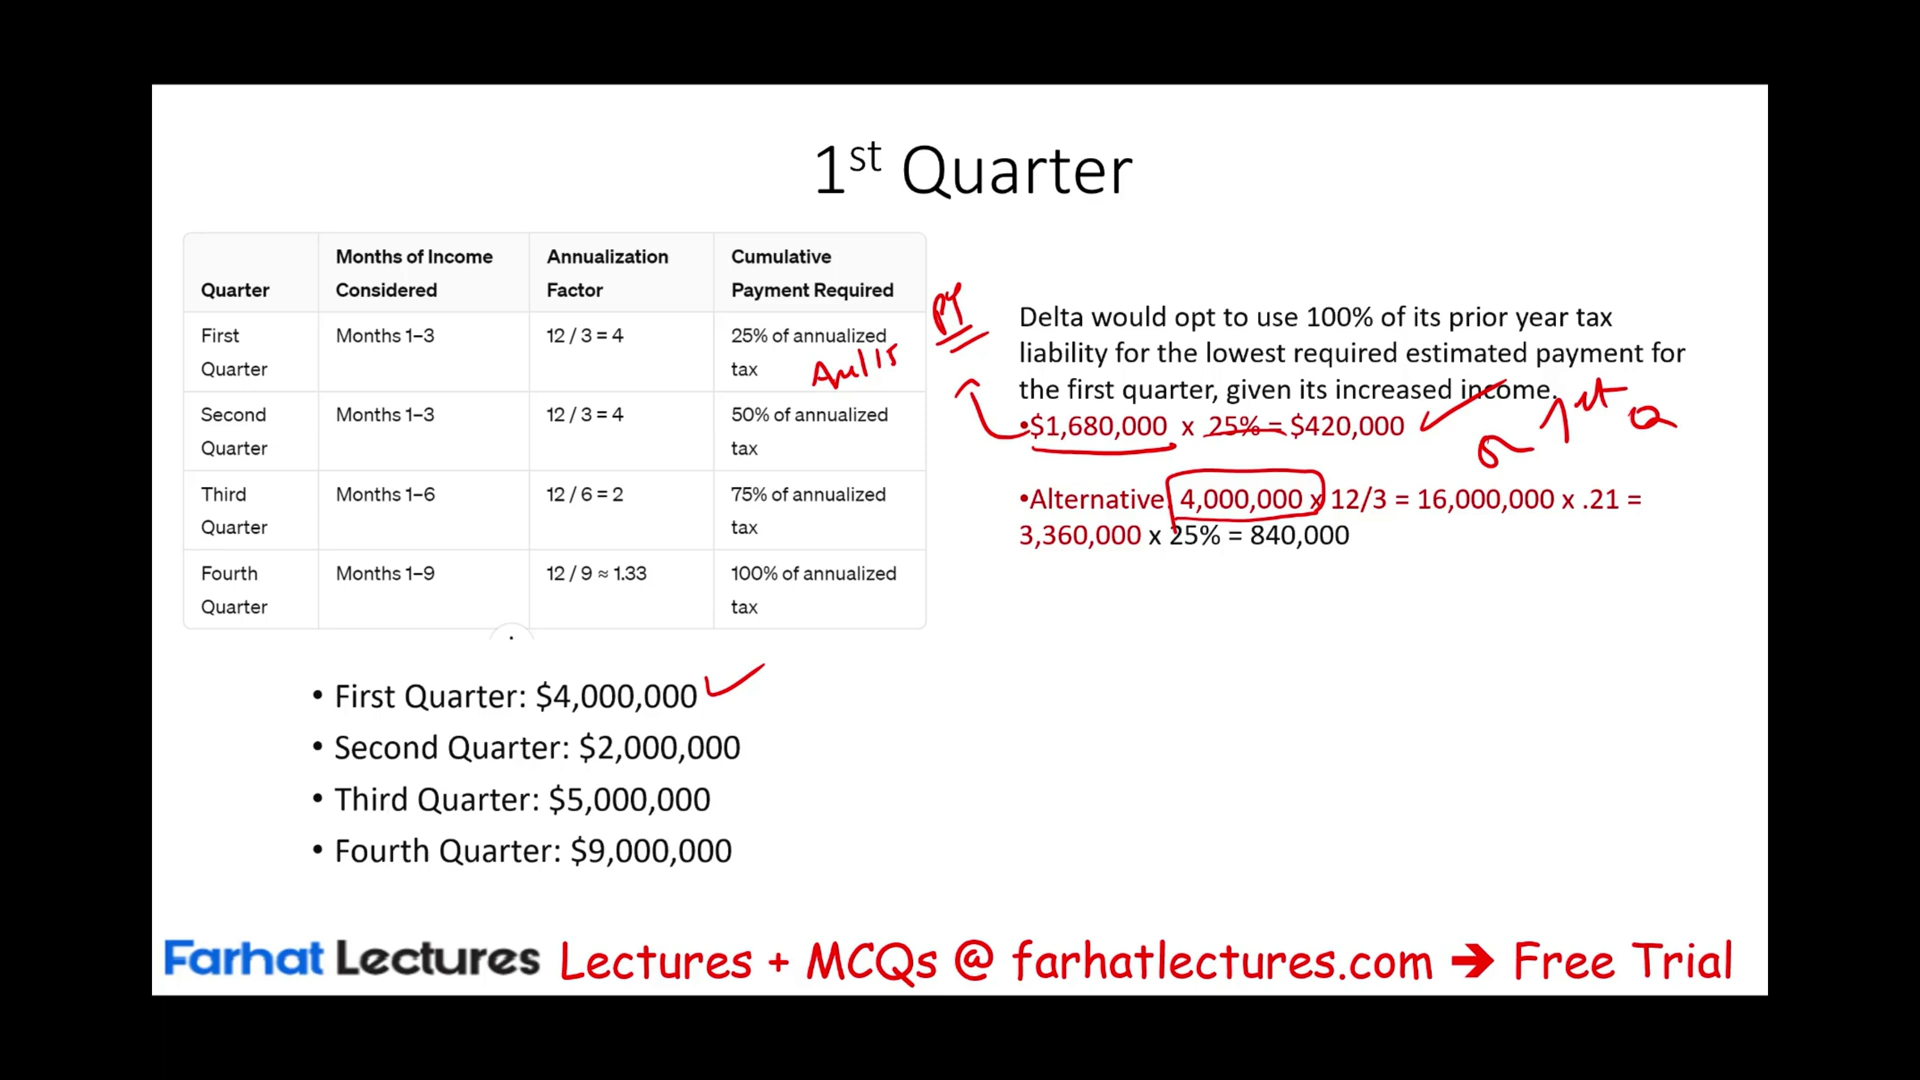 1st Quarter
Quarter Months of Income Considered Annualization Factor Cumulative Payment Required
First Quarter Months 1–3 12 / 3 = 4 25% of annualized tax
Second Quarter Months 1–3 12 / 3 = 4 50% of annualized tax
Third Quarter Months 1–6 12 / 6 = 2 75% of annualized tax
Fourth Quarter Months 1–9 12 / 9 ≈ 1.33 100% of annualized tax
PY
Delta would opt to use 100% of its prior year tax
liability for the lowest required estimated payment for
the first quarter, given its increased income.
•$1,680,000 x 25% = $420,000
1st Q
•Alternative 4,000,000 x 12/3 = 16,000,000 x .21 =
3,360,000 x 25% = 840,000
• First Quarter: $4,000,000
• Second Quarter: $2,000,000
• Third Quarter: $5,000,000
• Fourth Quarter: $9,000,000
Farhat Lectures Lectures + MCQs @ farhatlectures.com ➔ Free Trial